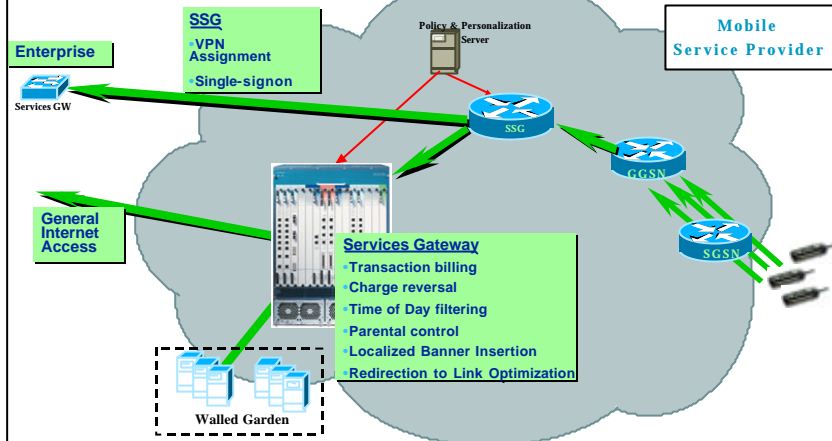 SSG
•VPN
Assignment
•Single-signon
Policy & Personalization
Server
Mobile
Service Provider
Enterprise
Services GW
SSG
GGSN
SGSN
General
Internet
Access
Services Gateway
•Transaction billing
•Charge reversal
•Time of Day filtering
•Parental control
•Localized Banner Insertion
•Redirection to Link Optimization
Walled Garden